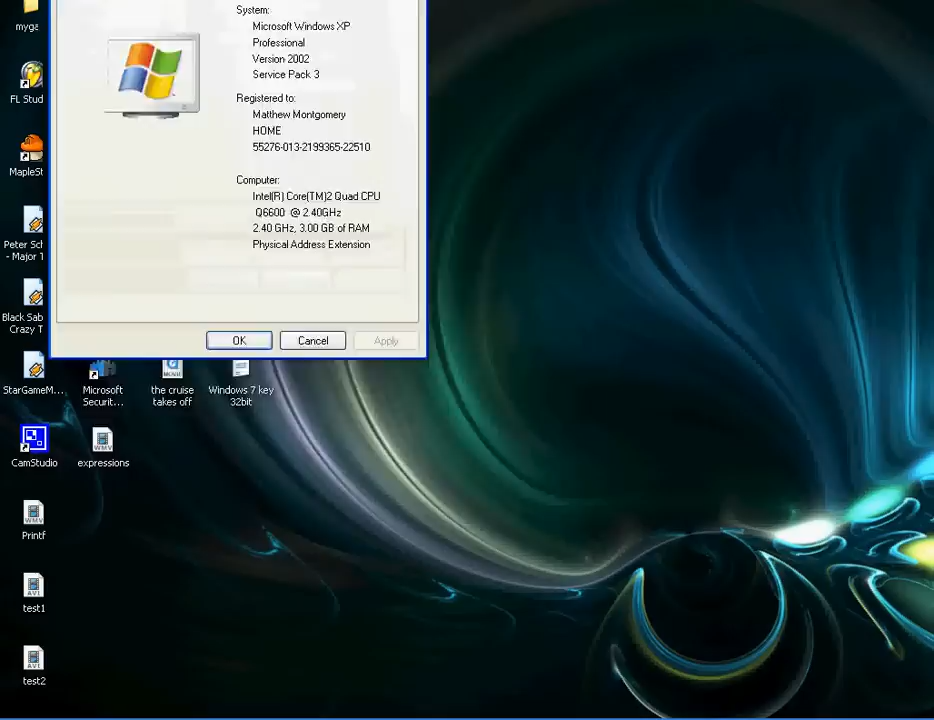 System:
Microsoft Windows XP
Professional
Version 2002
Service Pack 3
Registered to:
Matthew Montgomery
HOME
55276-013-2199365-22510
Computer:
Intel(R) Core(TM)2 Quad CPU
Q6600 @ 2.40GHz
2.40 GHz, 3.00 GB of RAM
Physical Address Extension
OK
Cancel
Apply
myga
FL Stud
MapleSt
Peter Sch
- Major T
Black Sab
Crazy T
StarGameM...
Microsoft
Securit...
the cruise
takes off
Windows 7 key
32bit
CamStudio
expressions
Printf
test1
test2